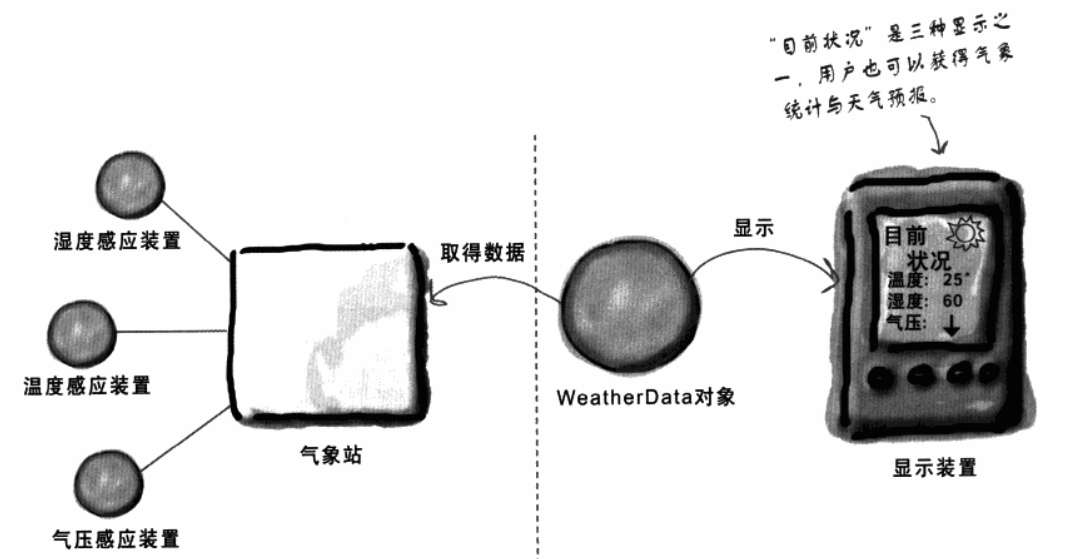 “目前状况”是三种显示之
一，用户也可以获得气象
统计与天气预报。
湿度感应装置
温度感应装置
气压感应装置
气象站
取得数据
WeatherData对象
显示
目前
状况
温度: 25°
湿度: 60
气压:
显示装置